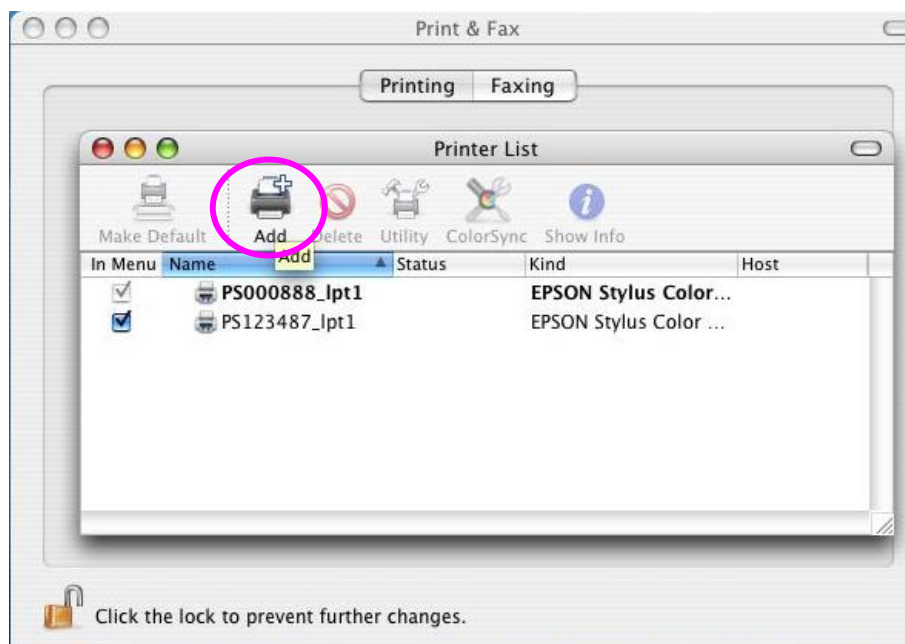 Print & Fax
Printing Faxing
Printer List
Make Default Add Delete Utility ColorSync Show Info
Add
In Menu Name Status Kind Host
PS000888_lpt1 EPSON Stylus Color...
PS123487_lpt1 EPSON Stylus Color ...
Click the lock to prevent further changes.